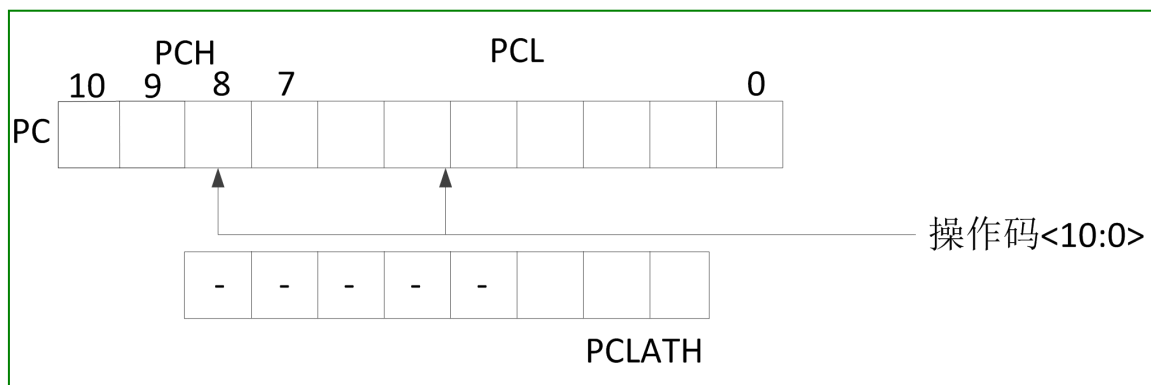 PCH PCL
10 9 8 7 0
PC
操作码<10:0>
- - - - -
PCLATH